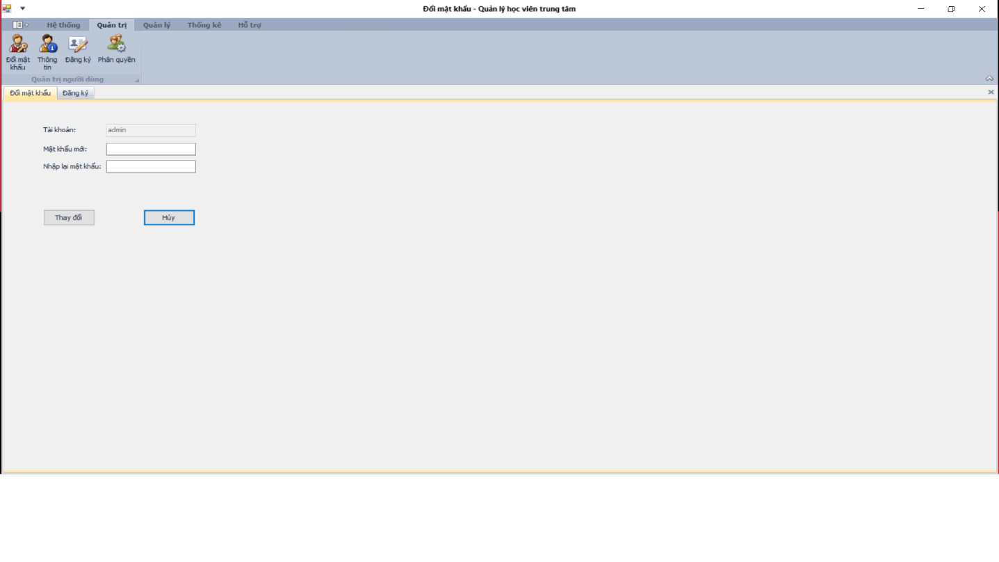 Đổi mật khẩu - Quản lý học viên trung tâm
Hệ thống Quản trị Quản lý Thống kê Hỗ trợ
Đổi mật khẩu Thông tin Đăng ký Phân quyền
Quản trị người dùng
Đổi mật khẩu Đăng ký
Tài khoản: admin
Mật khẩu mới:
Nhập lại mật khẩu:
Thay đổi Hủy